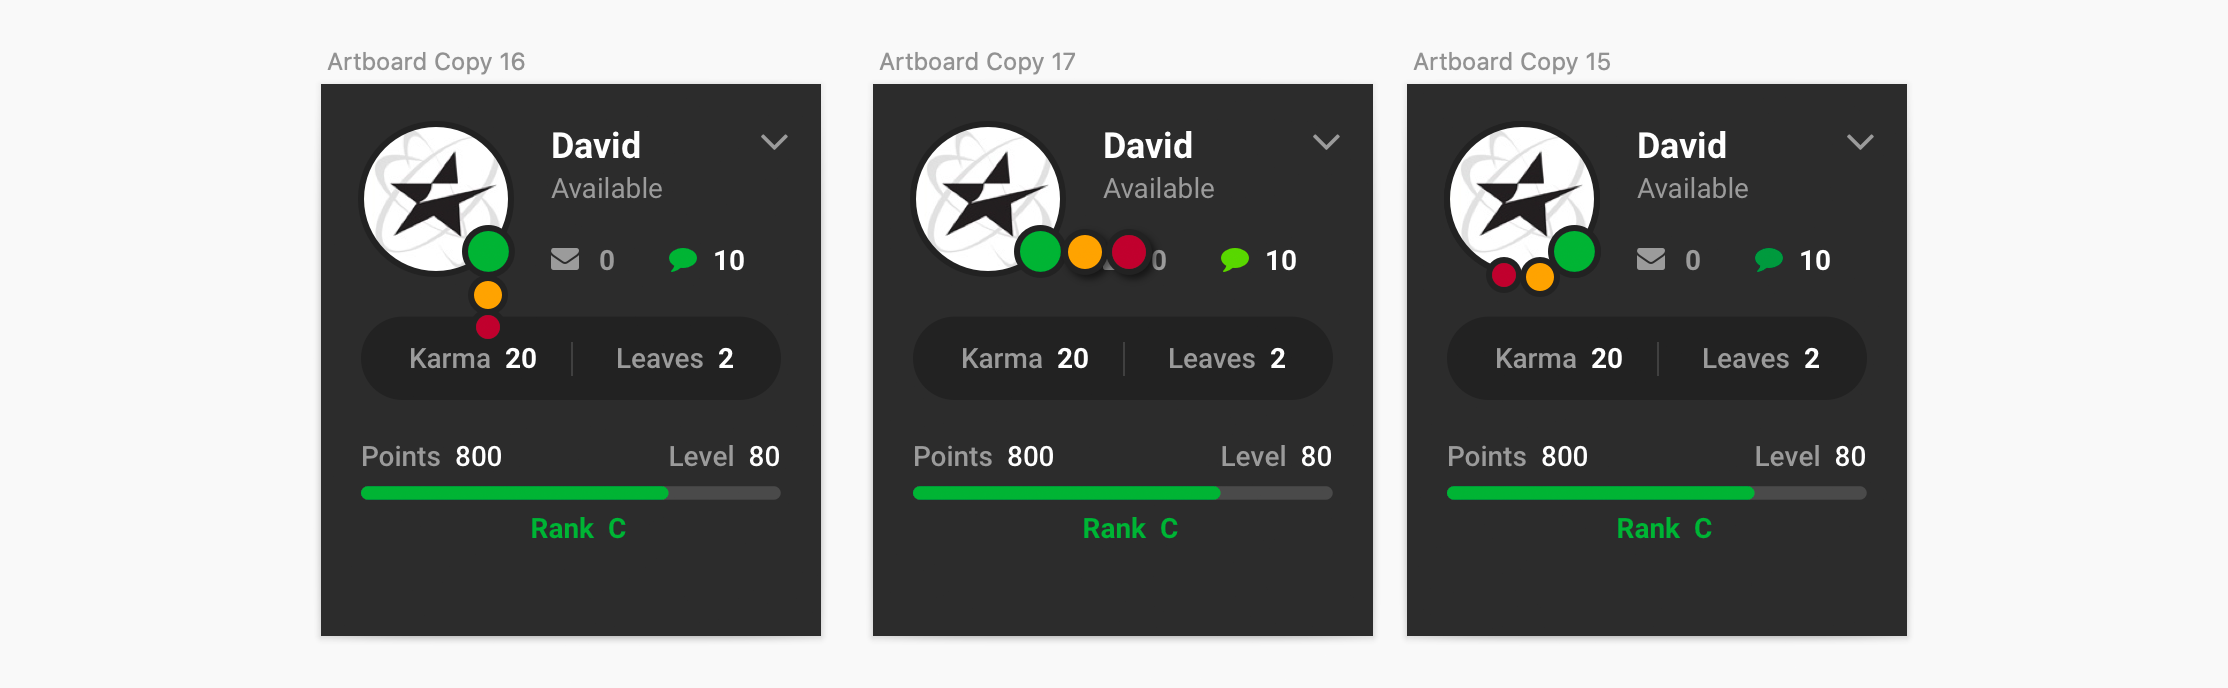 Artboard Copy 16
David
Available
0 10
Karma 20 Leaves 2
Points 800 Level 80
Rank C
Artboard Copy 17
David
Available
0 10
Karma 20 Leaves 2
Points 800 Level 80
Rank C
Artboard Copy 15
David
Available
0 10
Karma 20 Leaves 2
Points 800 Level 80
Rank C